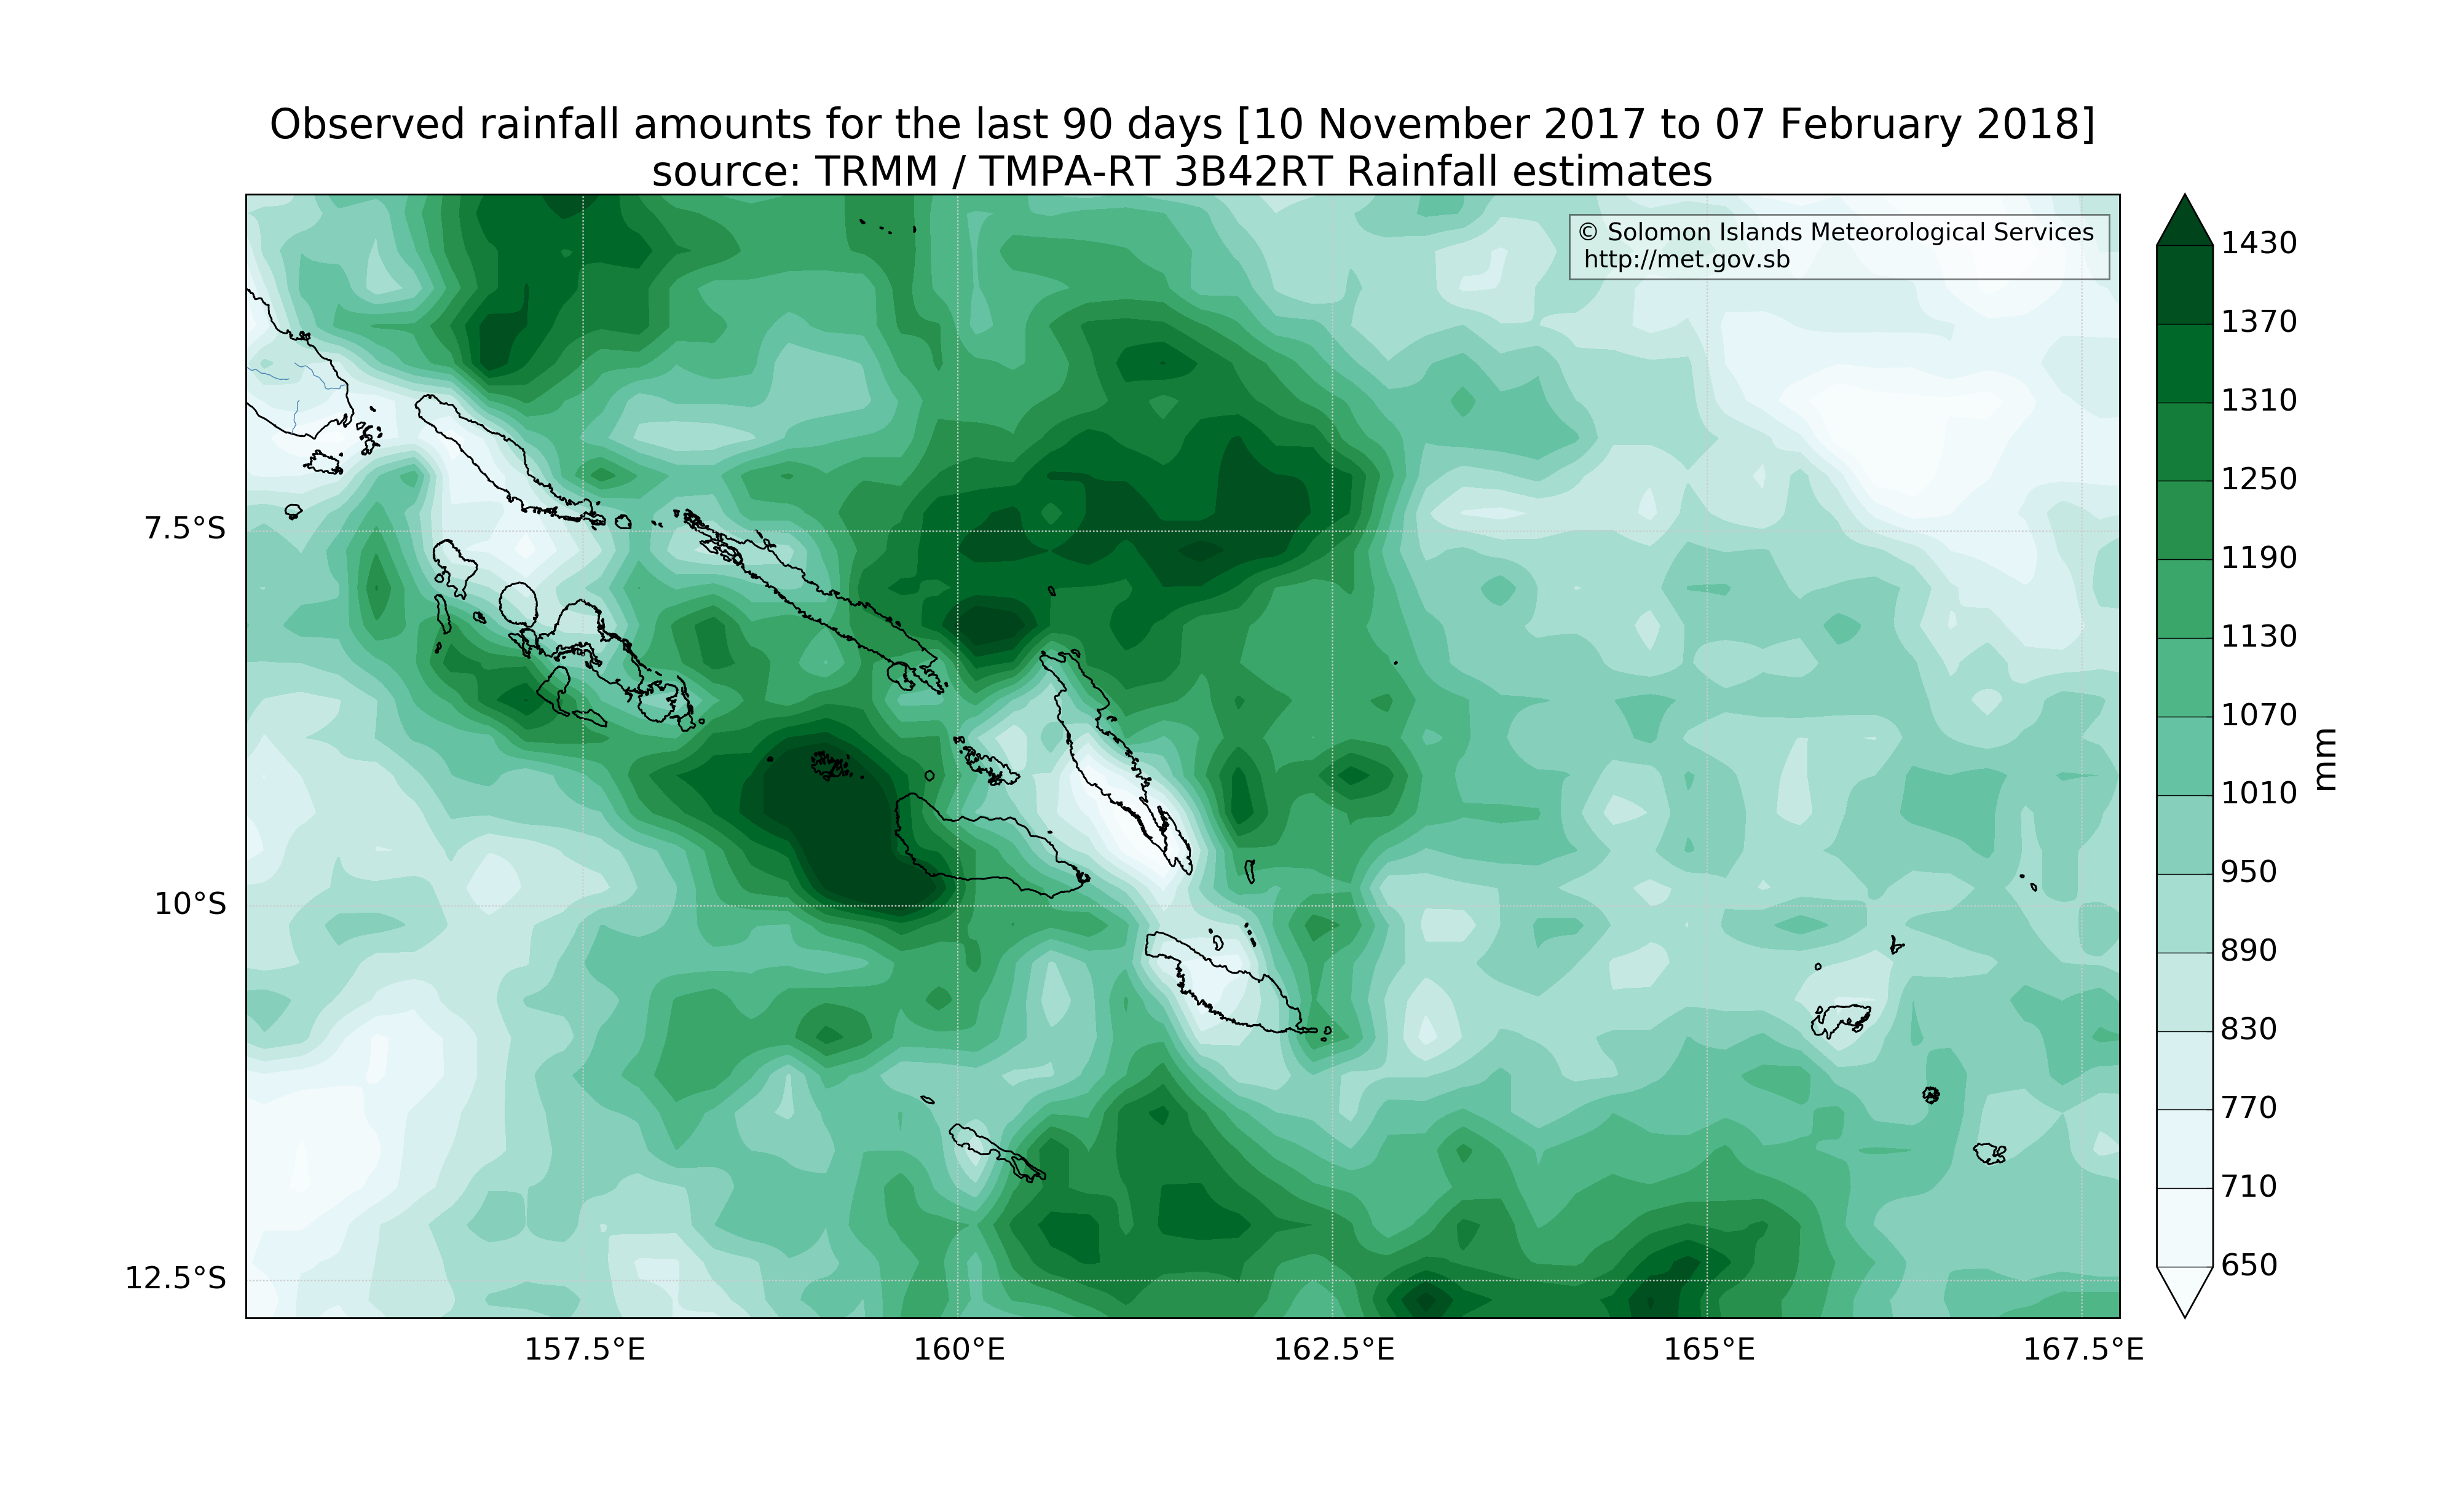 Observed rainfall amounts for the last 90 days [10 November 2017 to 07 February 2018]
source: TRMM / TMPA-RT 3B42RT Rainfall estimates
© Solomon Islands Meteorological Services
http://met.gov.sb
7.5°S
10°S
12.5°S
157.5°E
160°E
162.5°E
165°E
167.5°E
1430
1370
1310
1250
1190
1130
1070
1010
950
890
830
770
710
650
mm